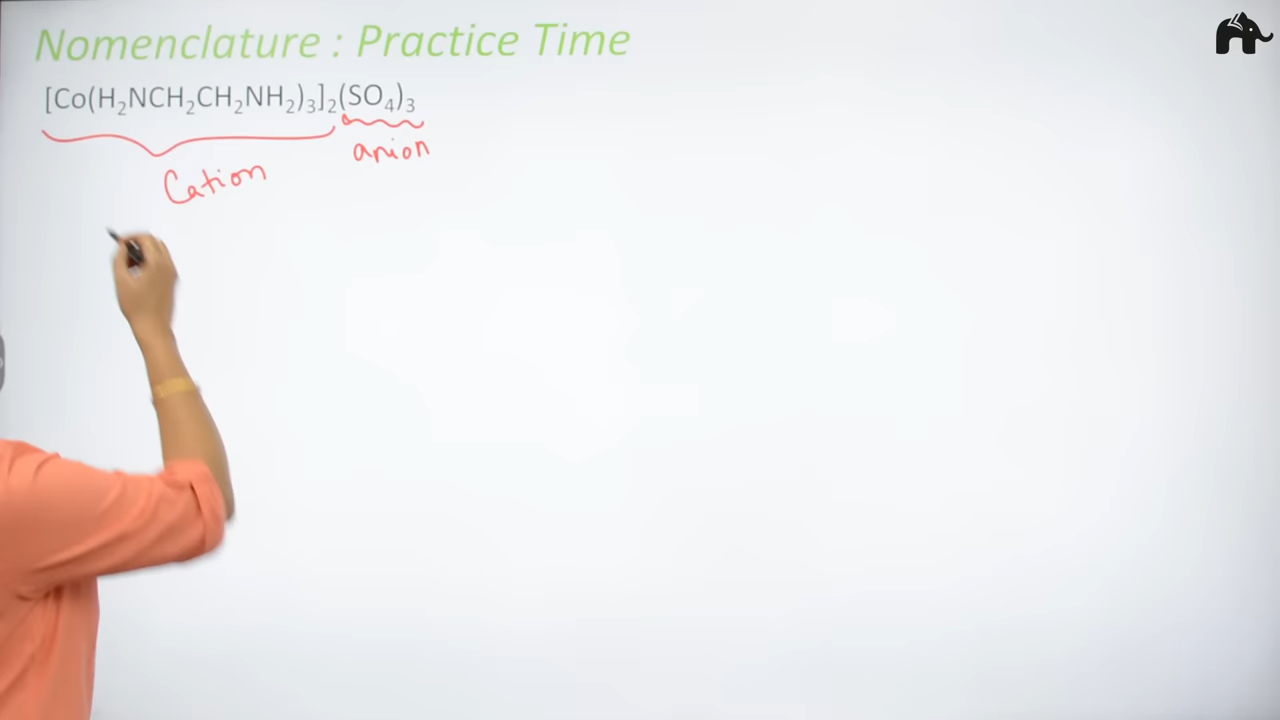 Nomenclature : Practice Time
[Co(H₂NCH₂CH₂NH₂)₃]₂(SO₄)₃
Cation anion